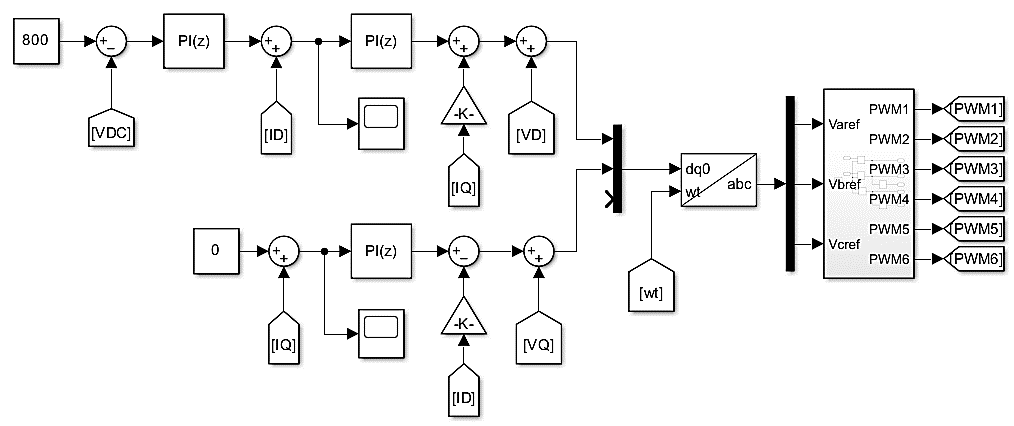 800
+
−
PI(z)
+
+
PI(z)
+
+
+
+
[VDC]
[ID]
-K-
[VD]
[IQ]
0
+
+
PI(z)
+
−
+
+
[IQ]
-K-
[VQ]
[ID]
dq0
wt
abc
[wt]
Varef
Vbref
Vcref
PWM1
PWM2
PWM3
PWM4
PWM5
PWM6
[PWM1]
[PWM2]
[PWM3]
[PWM4]
[PWM5]
[PWM6]